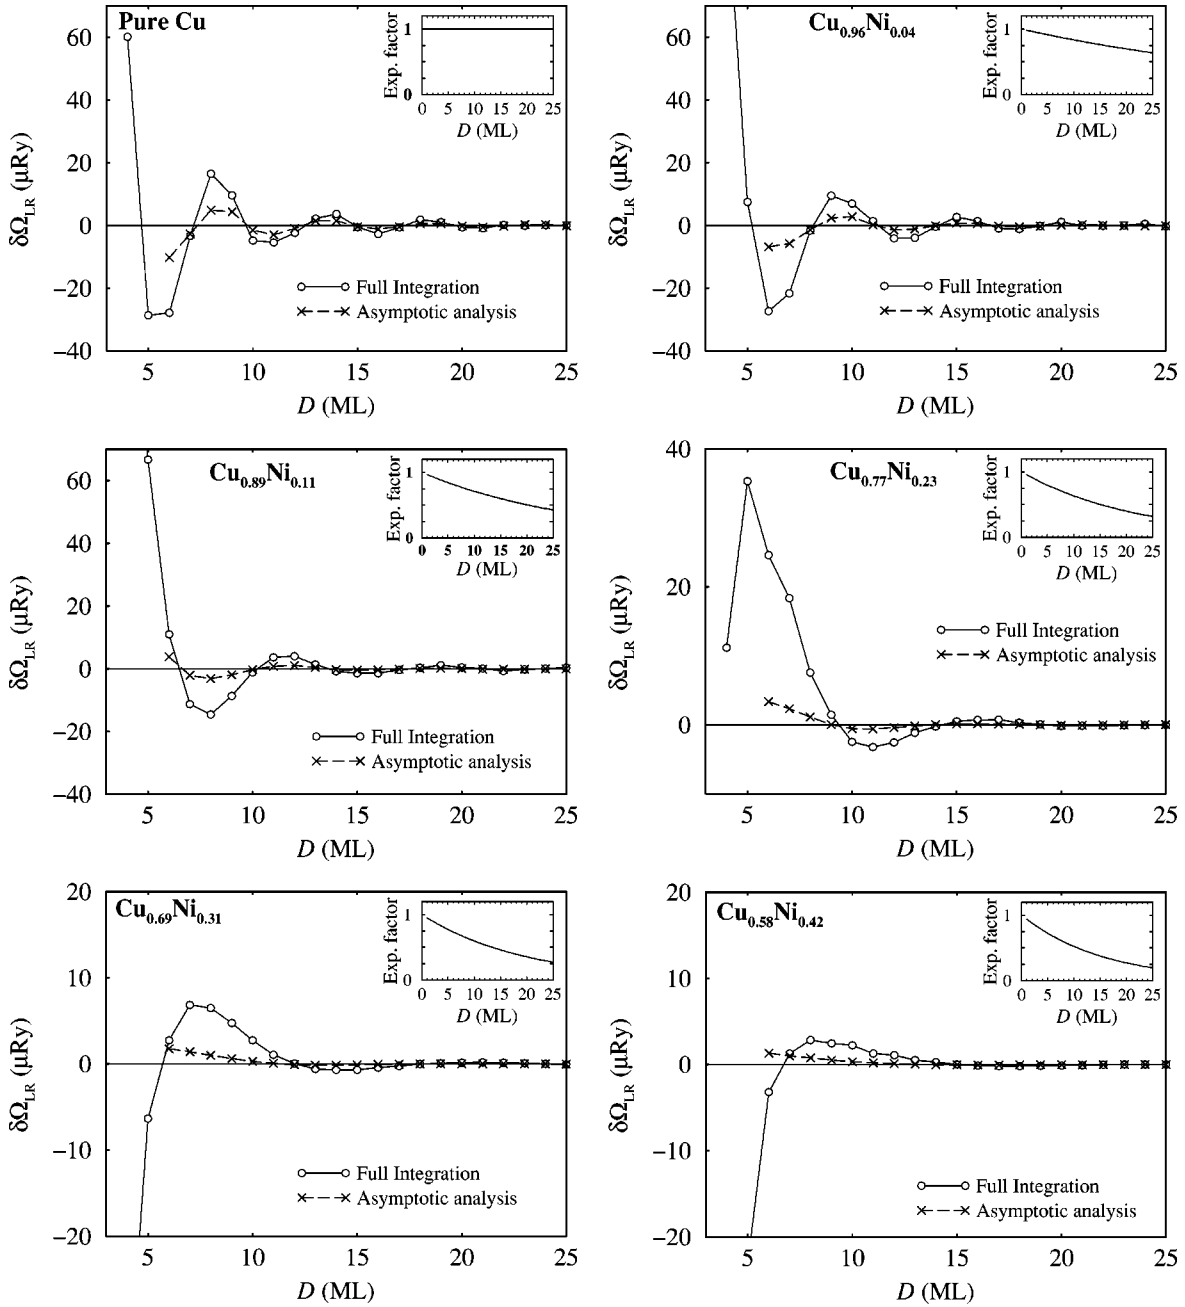 Pure Cu
60
40
20
0
−20
−40
5 10 15 20 25
D (ML)
δΩLR (μRy)
Full Integration
Asymptotic analysis
Exp. factor
1
0
0 5 10 15 20 25
D (ML)
Cu0.96Ni0.04
60
40
20
0
−20
−40
5 10 15 20 25
D (ML)
δΩLR (μRy)
Full Integration
Asymptotic analysis
Exp. factor
1
0
0 5 10 15 20 25
D (ML)
Cu0.89Ni0.11
60
40
20
0
−20
−40
5 10 15 20 25
D (ML)
δΩLR (μRy)
Full Integration
Asymptotic analysis
Exp. factor
1
0
0 5 10 15 20 25
D (ML)
Cu0.77Ni0.23
40
20
0
5 10 15 20 25
D (ML)
δΩLR (μRy)
Full Integration
Asymptotic analysis
Exp. factor
1
0
0 5 10 15 20 25
D (ML)
Cu0.69Ni0.31
20
10
0
−10
−20
5 10 15 20 25
D (ML)
δΩLR (μRy)
Full Integration
Asymptotic analysis
Exp. factor
1
0
0 5 10 15 20 25
D (ML)
Cu0.58Ni0.42
20
10
0
−10
−20
5 10 15 20 25
D (ML)
δΩLR (μRy)
Full Integration
Asymptotic analysis
Exp. factor
1
0
0 5 10 15 20 25
D (ML)